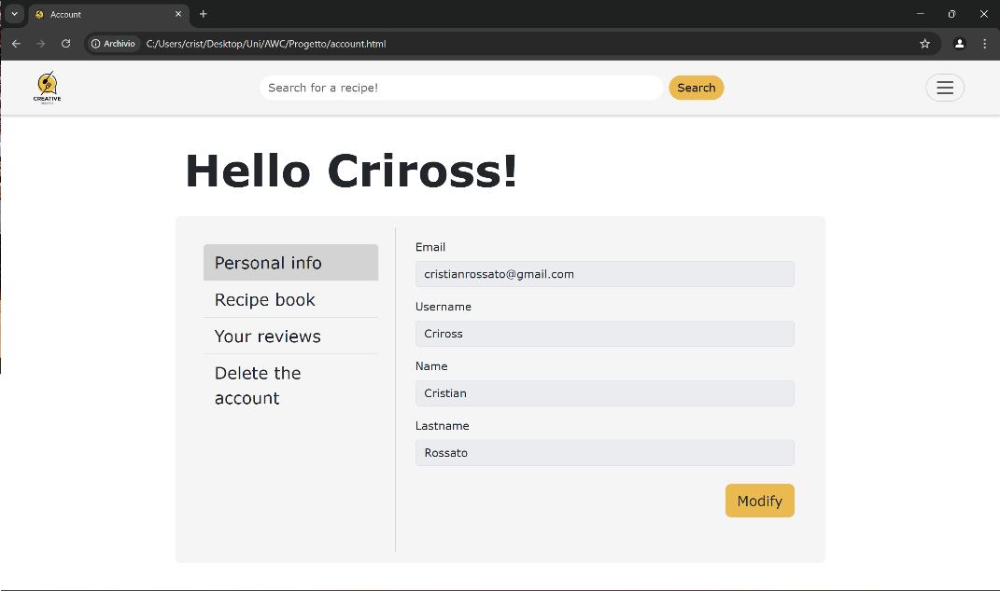 Account
Archivio
C:/Users/crist/Desktop/Uni/AWC/Progetto/account.html
CREATIVE
Search for a recipe!
Search
Hello Criross!
Personal info
Recipe book
Your reviews
Delete the
account
Email
cristianrossato@gmail.com
Username
Criross
Name
Cristian
Lastname
Rossato
Modify